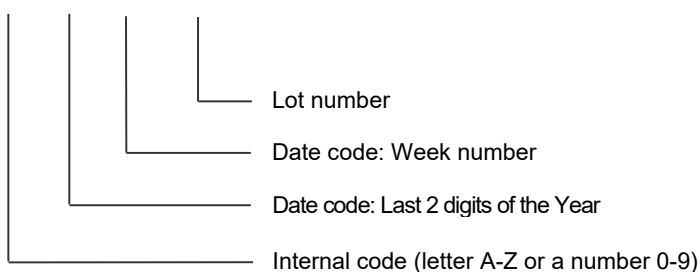 Lot number
Date code: Week number
Date code: Last 2 digits of the Year
Internal code (letter A-Z or a number 0-9)